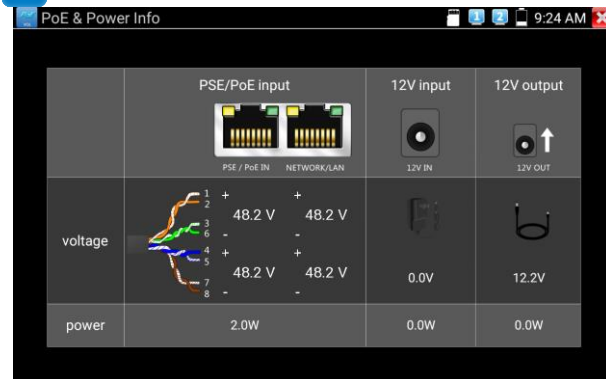 PoE & Power Info
1 2 9:24 AM
PSE/PoE input 12V input 12V output
PSE / PoE IN NETWORK/LAN 12V IN 12V OUT
1 + +
2 48.2 V 48.2 V
3
6 - -
voltage
4 + +
5 48.2 V 48.2 V 0.0V 12.2V
7
8 - -
power 2.0W 0.0W 0.0W